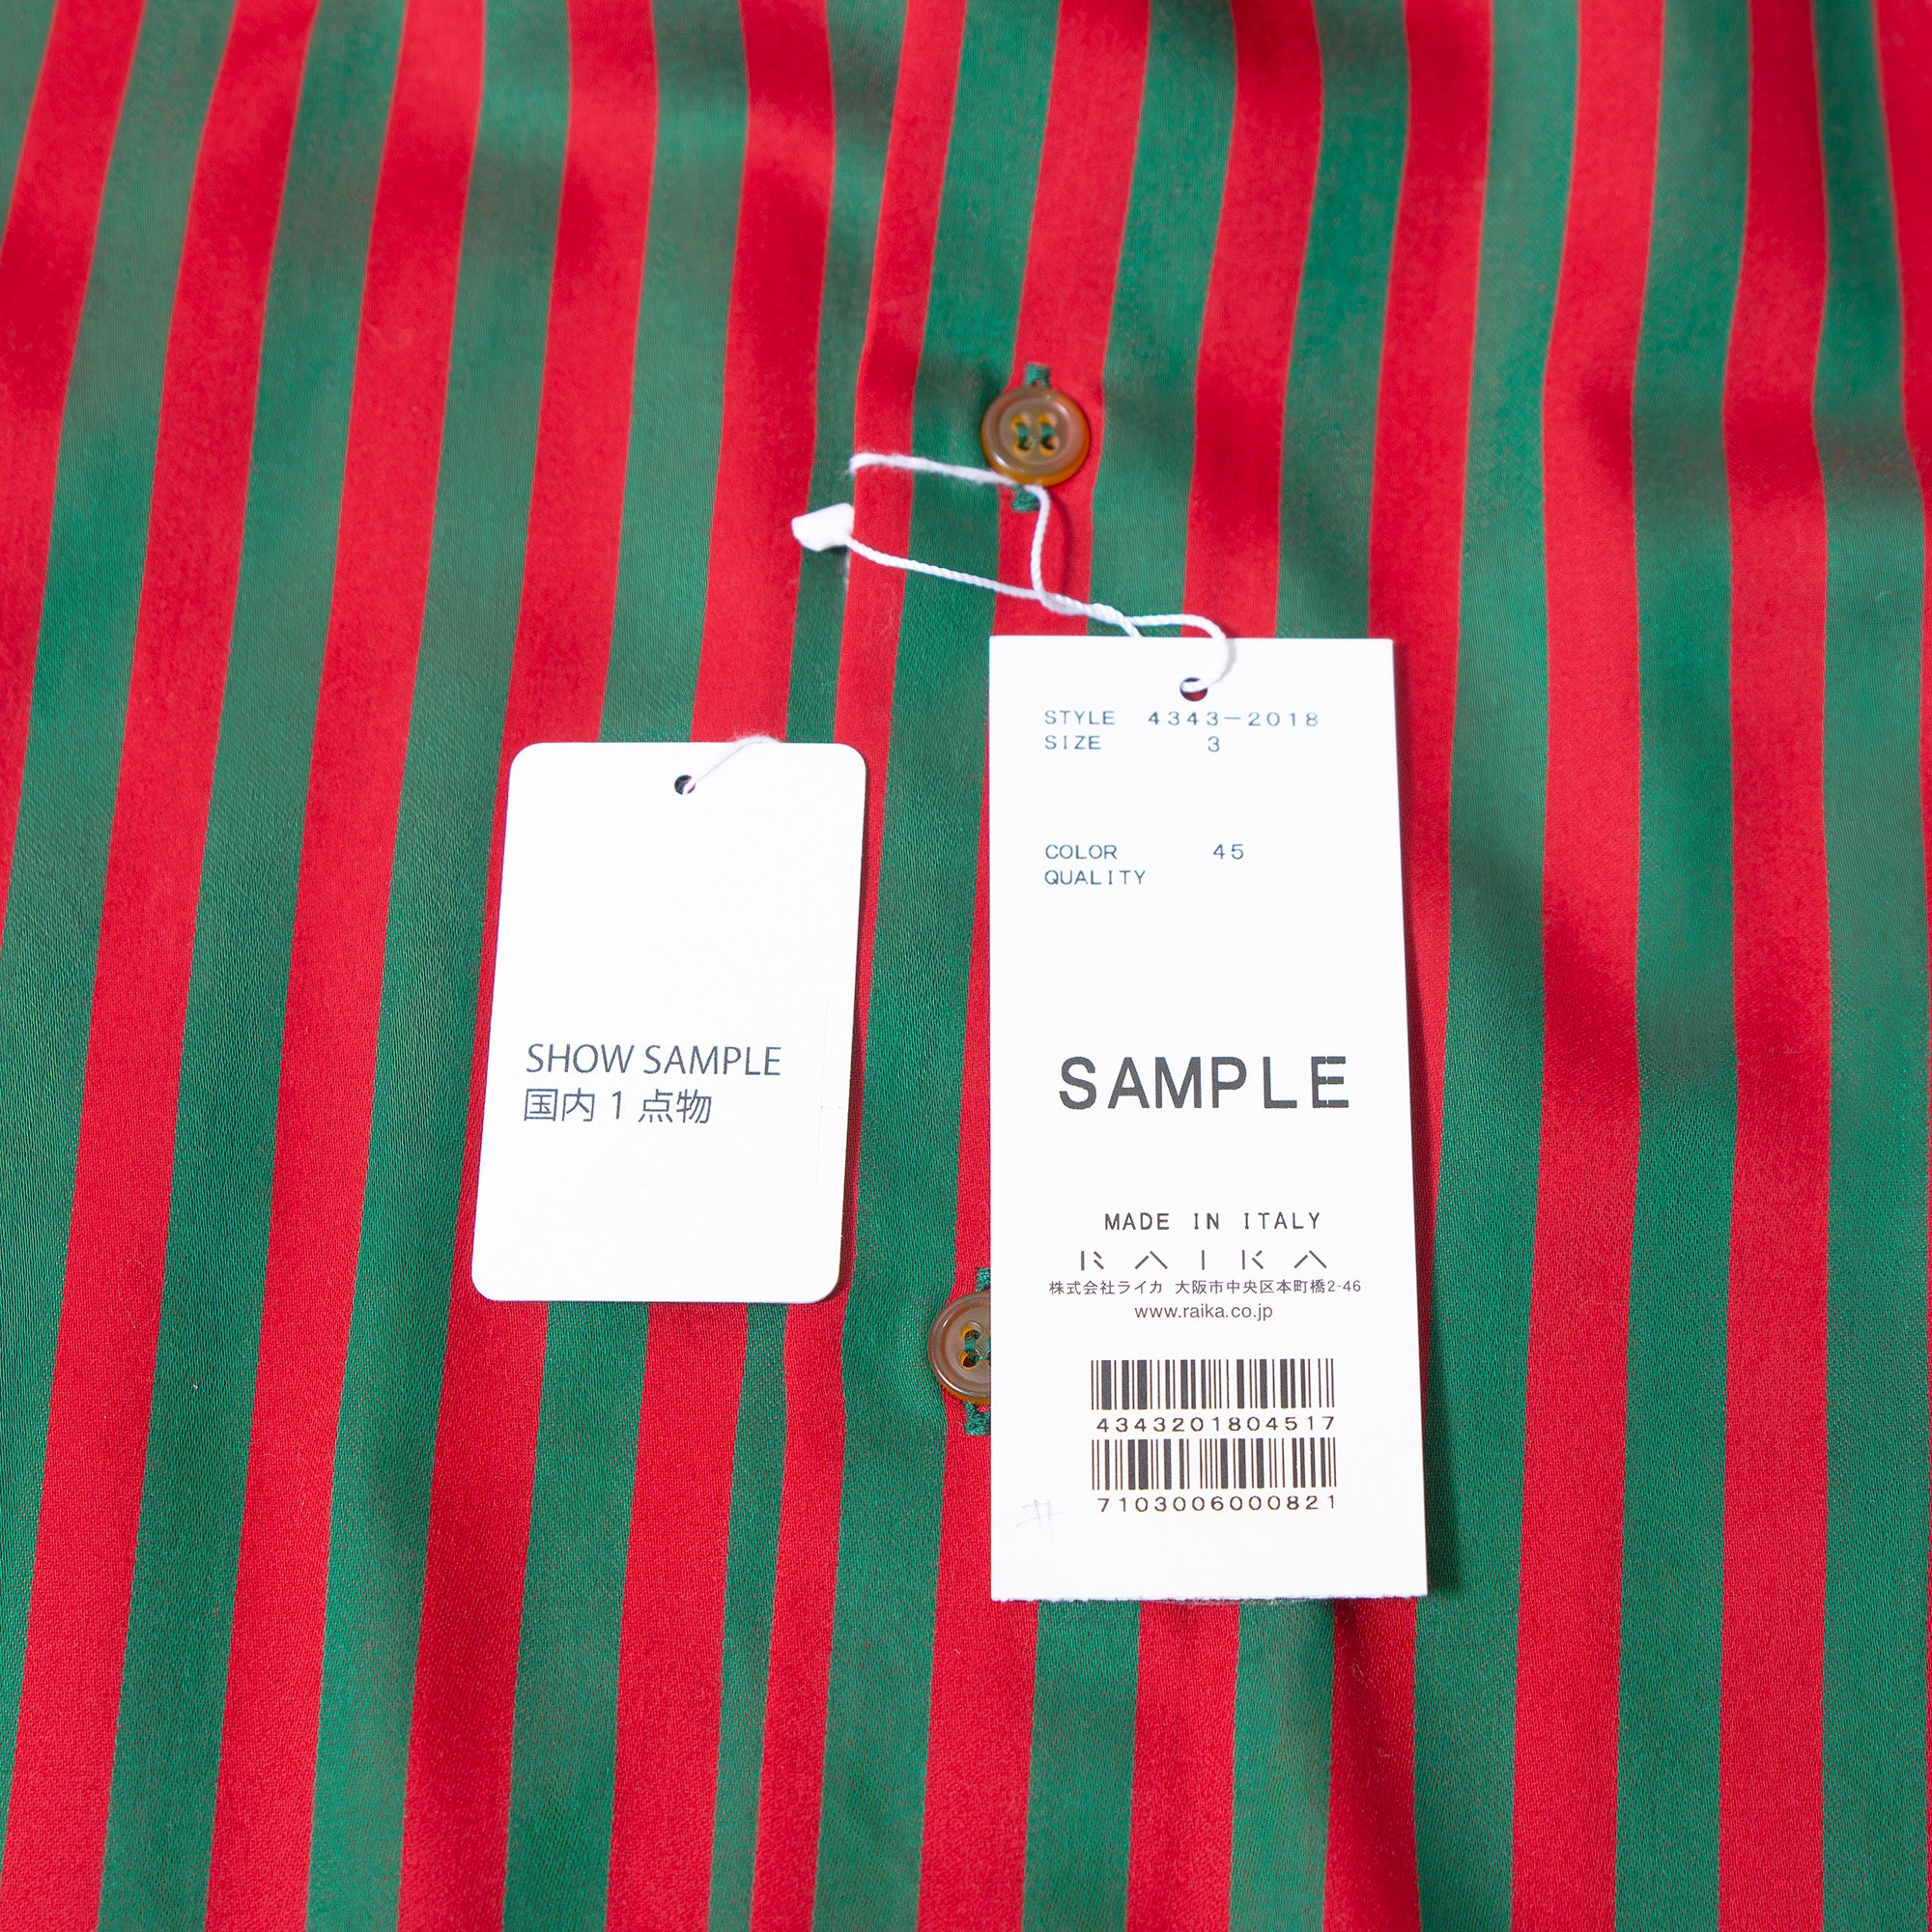 SHOW SAMPLE
国内1点物
STYLE 4343-2018
SIZE 3
COLOR 45
QUALITY
SAMPLE
MADE IN ITALY
RAIKA
株式会社ライカ 大阪市中央区本町橋2-46
www.raika.co.jp
4343201804517
7103006000821